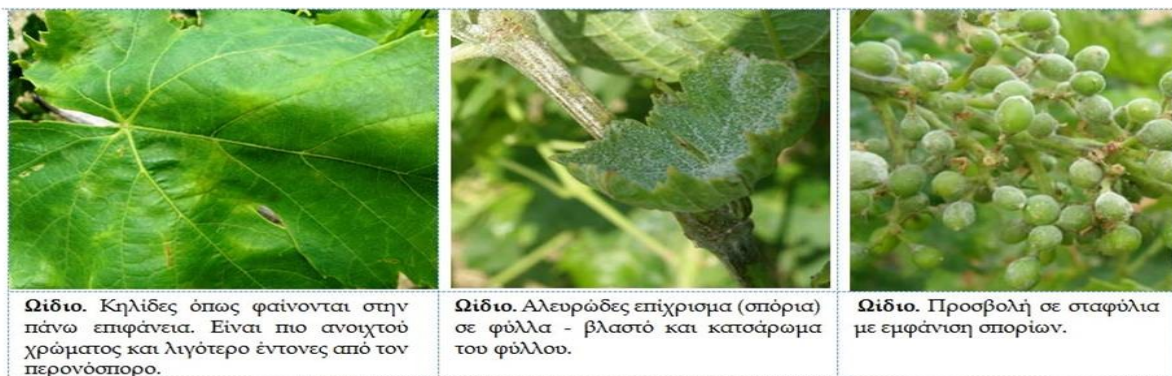 Ωίδιο. Κηλίδες όπως φαίνονται στην
πάνω επιφάνεια. Είναι πιο ανοιχτού
χρώματος και λιγότερο έντονες από τον
περονόσπορο.
Ωίδιο. Αλευρώδες επίχρισμα (σπόρια)
σε φύλλα - βλαστό και κατσάρωμα
του φύλλου.
Ωίδιο. Προσβολή σε σταφύλια
με εμφάνιση σπορίων.